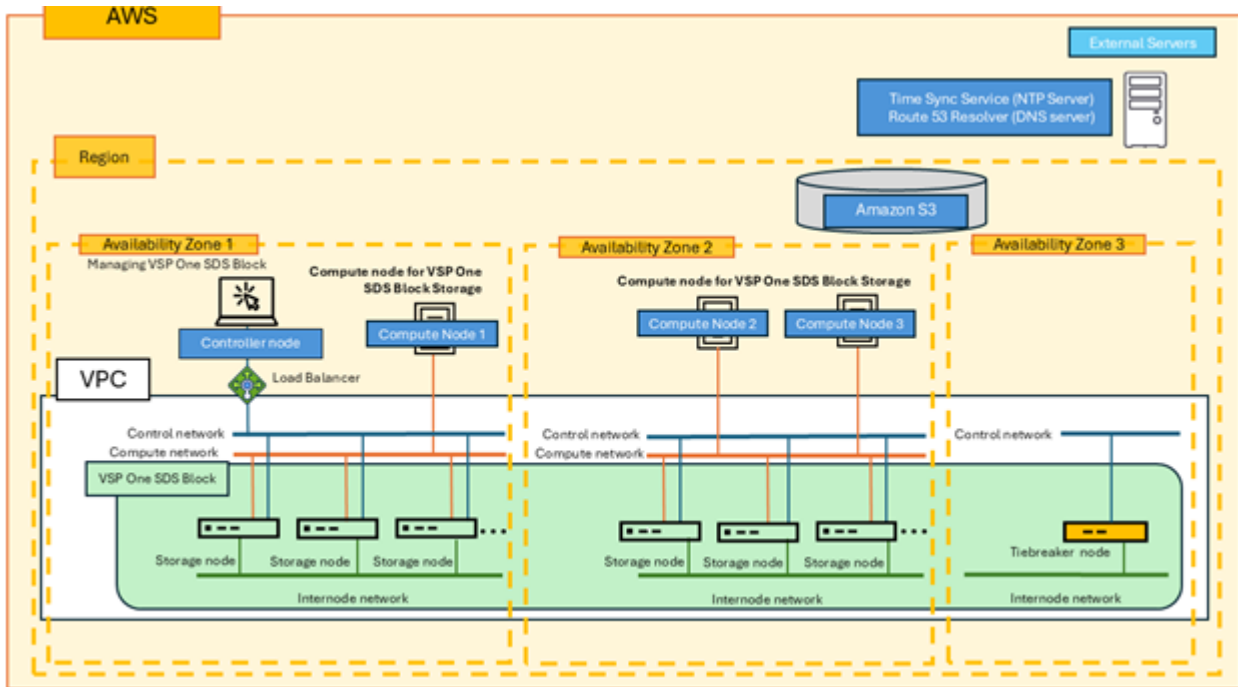 AWS
External Servers
Time Sync Service (NTP Server)
Route 53 Resolver (DNS server)
Region
Amazon S3
Availability Zone 1
Availability Zone 2
Availability Zone 3
Managing VSP One SDS Block
Compute node for VSP One
SDS Block Storage
Compute node for VSP One SDS Block Storage
Controller node
Compute Node 1
Compute Node 2
Compute Node 3
VPC
Load Balancer
Control network
Compute network
Control network
Compute network
Control network
VSP One SDS Block
Storage node
Storage node
Storage node
Storage node
Storage node
Storage node
Tiebreaker node
Internode network
Internode network
Internode network